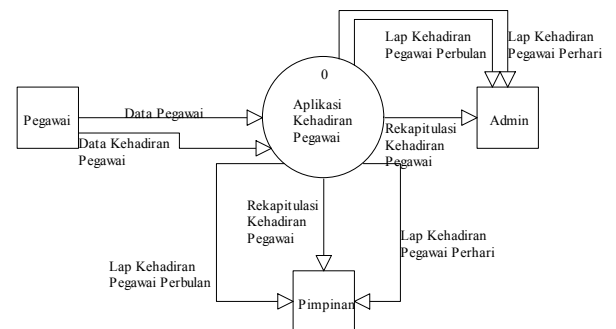 Lap Kehadiran
Pegawai Perbulan
Lap Kehadiran
Pegawai Perhari
0
Aplikasi
Kehadiran
Pegawai
Pegawai
Data Pegawai
Data Kehadiran
Pegawai
Rekapitulasi
Kehadiran
Pegawai
Admin
Rekapitulasi
Kehadiran
Pegawai
Lap Kehadiran
Pegawai Perhari
Lap Kehadiran
Pegawai Perbulan
Pimpinan